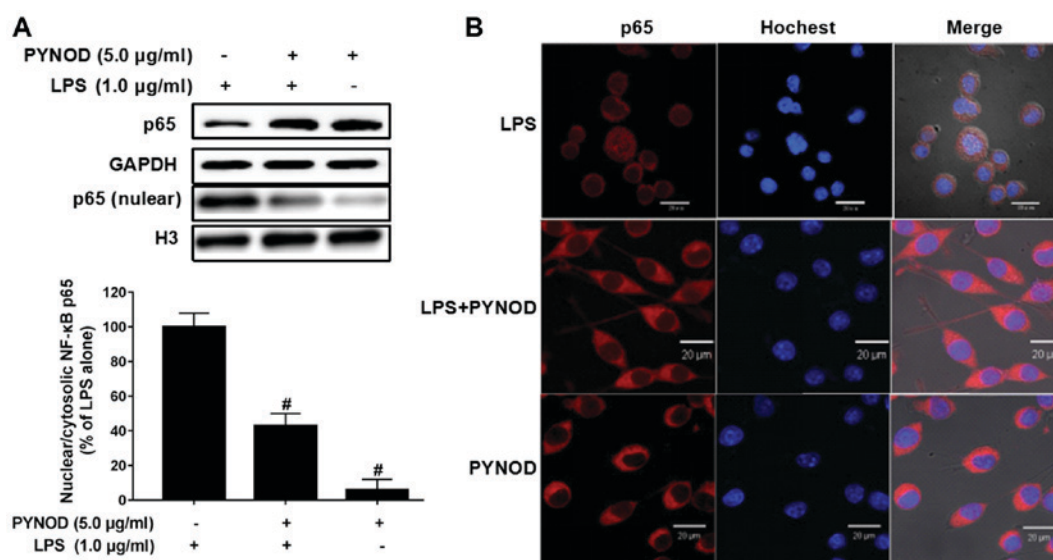 A
PYNOD (5.0 µg/ml) - + +
LPS (1.0 µg/ml) + + -
p65
GAPDH
p65 (nulear)
H3
Nuclear/cytosolic NF-κB p65
(% of LPS alone)
120
100
80
60
40
20
0
#
#
PYNOD (5.0 µg/ml) - + +
LPS (1.0 µg/ml) + + -
B
p65 Hochest Merge
LPS
LPS+PYNOD
20 µm 20 µm 20 µm
PYNOD
20 µm 20 µm 20 µm